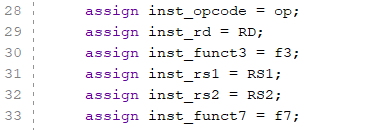 28 assign inst_opcode = op;
29 assign inst_rd = RD;
30 assign inst_funct3 = f3;
31 assign inst_rs1 = RS1;
32 assign inst_rs2 = RS2;
33 assign inst_funct7 = f7;